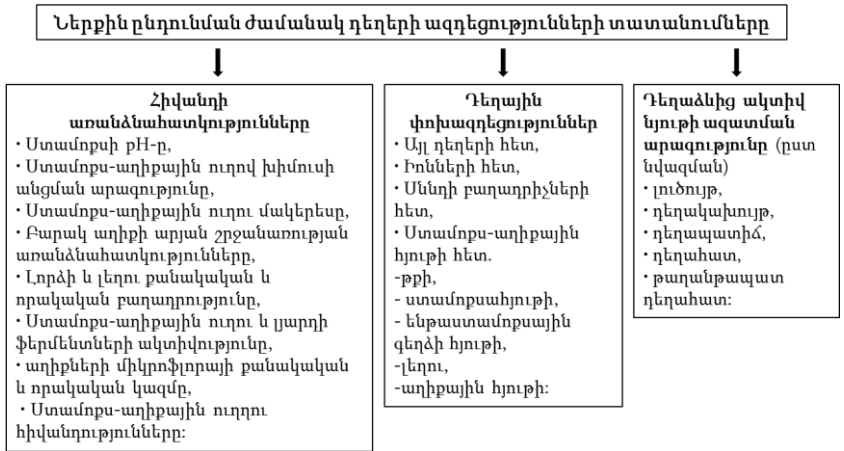 Ներքին ընդունման ժամանակ դեղերի ազդեցությունների տատանումները
Հիվանդի
առանձնահատկությունները
· Ստամոքսի pH-ը,
· Ստամոքս-աղիքային ուղով խիմուսի
անցման արագությունը,
· Ստամոքս-աղիքային ուղու մակերեսը,
· Բարակ աղիքի արյան շրջանառության
առանձնահատկությունները,
· Լորձի և լեղու քանակական և
որակական բաղադրությունը,
· Ստամոքս-աղիքային ուղու և լյարդի
ֆերմենտների ակտիվությունը,
· աղիքների միկրոֆլորայի քանակական
և որակական կազմը,
· Ստամոքս-աղիքային ուղղու
հիվանդությունները:
Դեղային
փոխազդեցություններ
· Այլ դեղերի հետ,
· Իոնների հետ,
· Սննդի բաղադրիչների
հետ,
· Ստամոքս-աղիքային
հյութի հետ.
-թքի,
- ստամոքսահյութի,
- ենթաստամոքսային
գեղձի հյութի,
-լեղու,
-աղիքային հյութի:
Դեղաձևից ակտիվ
նյութի ազատման
արագությունը (ըստ
նվազման)
· լուծույթ,
· դեղակախույթ,
· դեղապատիճ,
· դեղահատ,
· թաղանթապատ
դեղահատ: